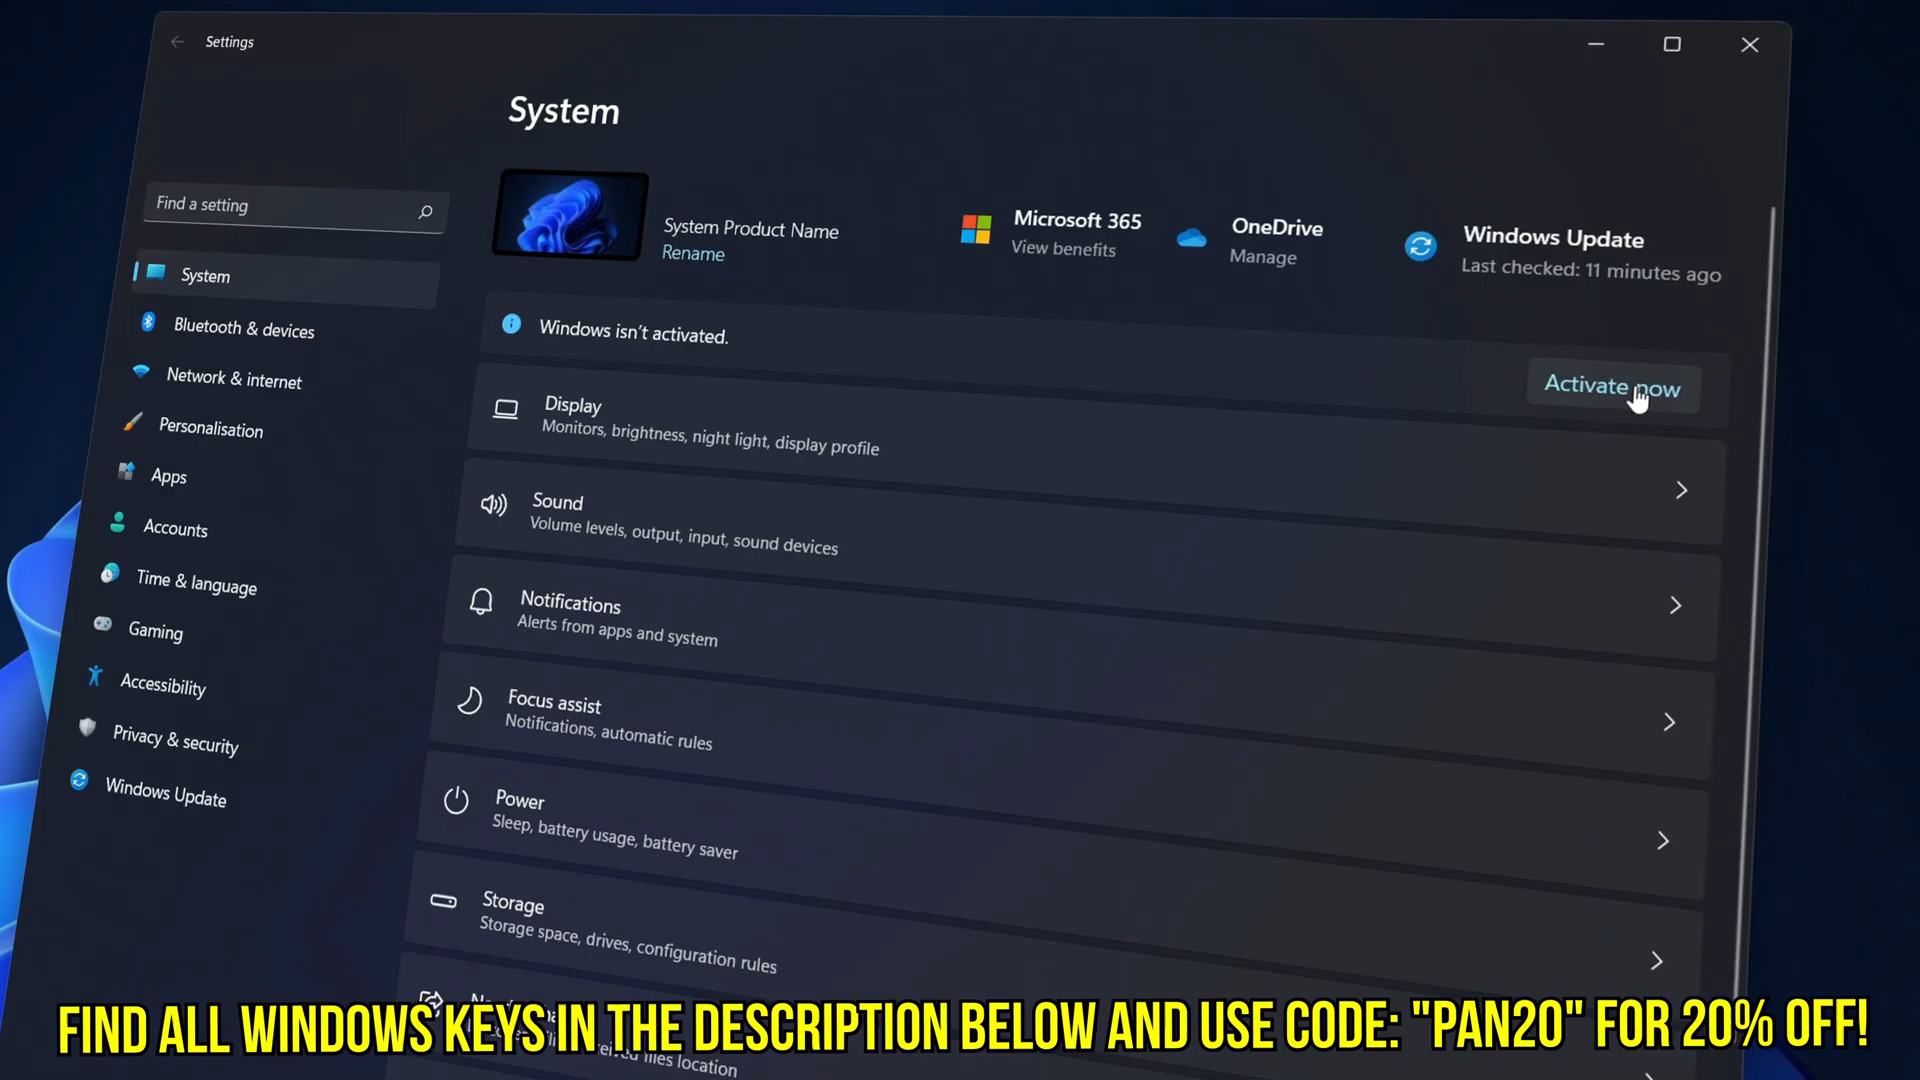 Settings
System
Find a setting
System Product Name
Rename
Microsoft 365
View benefits
OneDrive
Manage
Windows Update
Last checked: 11 minutes ago
System
Bluetooth & devices
Network & internet
Personalisation
Apps
Accounts
Time & language
Gaming
Accessibility
Privacy & security
Windows Update
Windows isn't activated.
Activate now
Display
Monitors, brightness, night light, display profile
Sound
Volume levels, output, input, sound devices
Notifications
Alerts from apps and system
Focus assist
Notifications, automatic rules
Power
Sleep, battery usage, battery saver
Storage
Storage space, drives, configuration rules
files location
FIND ALL WINDOWS KEYS IN THE DESCRIPTION BELOW AND USE CODE: "PAN20" FOR 20% OFF!